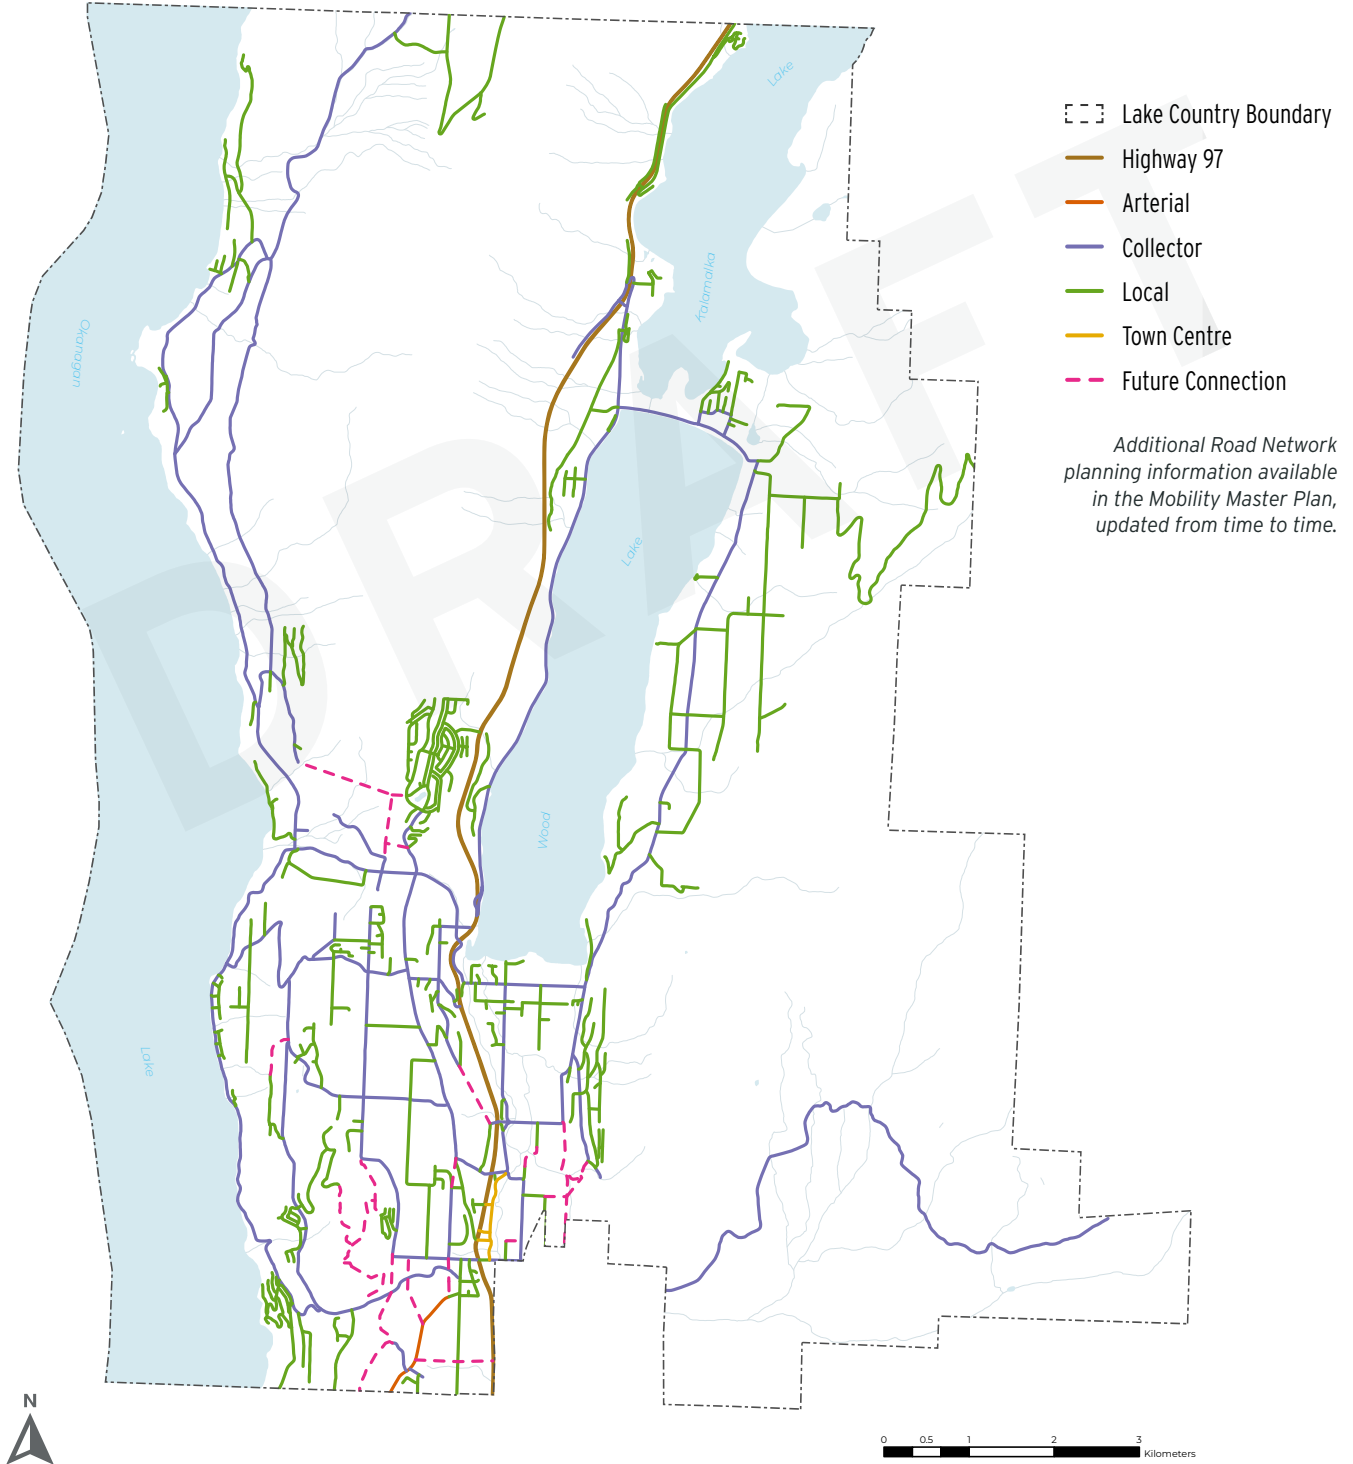 Lake
Kalamalka
Okanagan
Lake
Wood
Lake
DRAFT
Lake Country Boundary
Highway 97
Arterial
Collector
Local
Town Centre
Future Connection
Additional Road Network
planning information available
in the Mobility Master Plan,
updated from time to time.
N
0 0.5 1 2 3
Kilometers